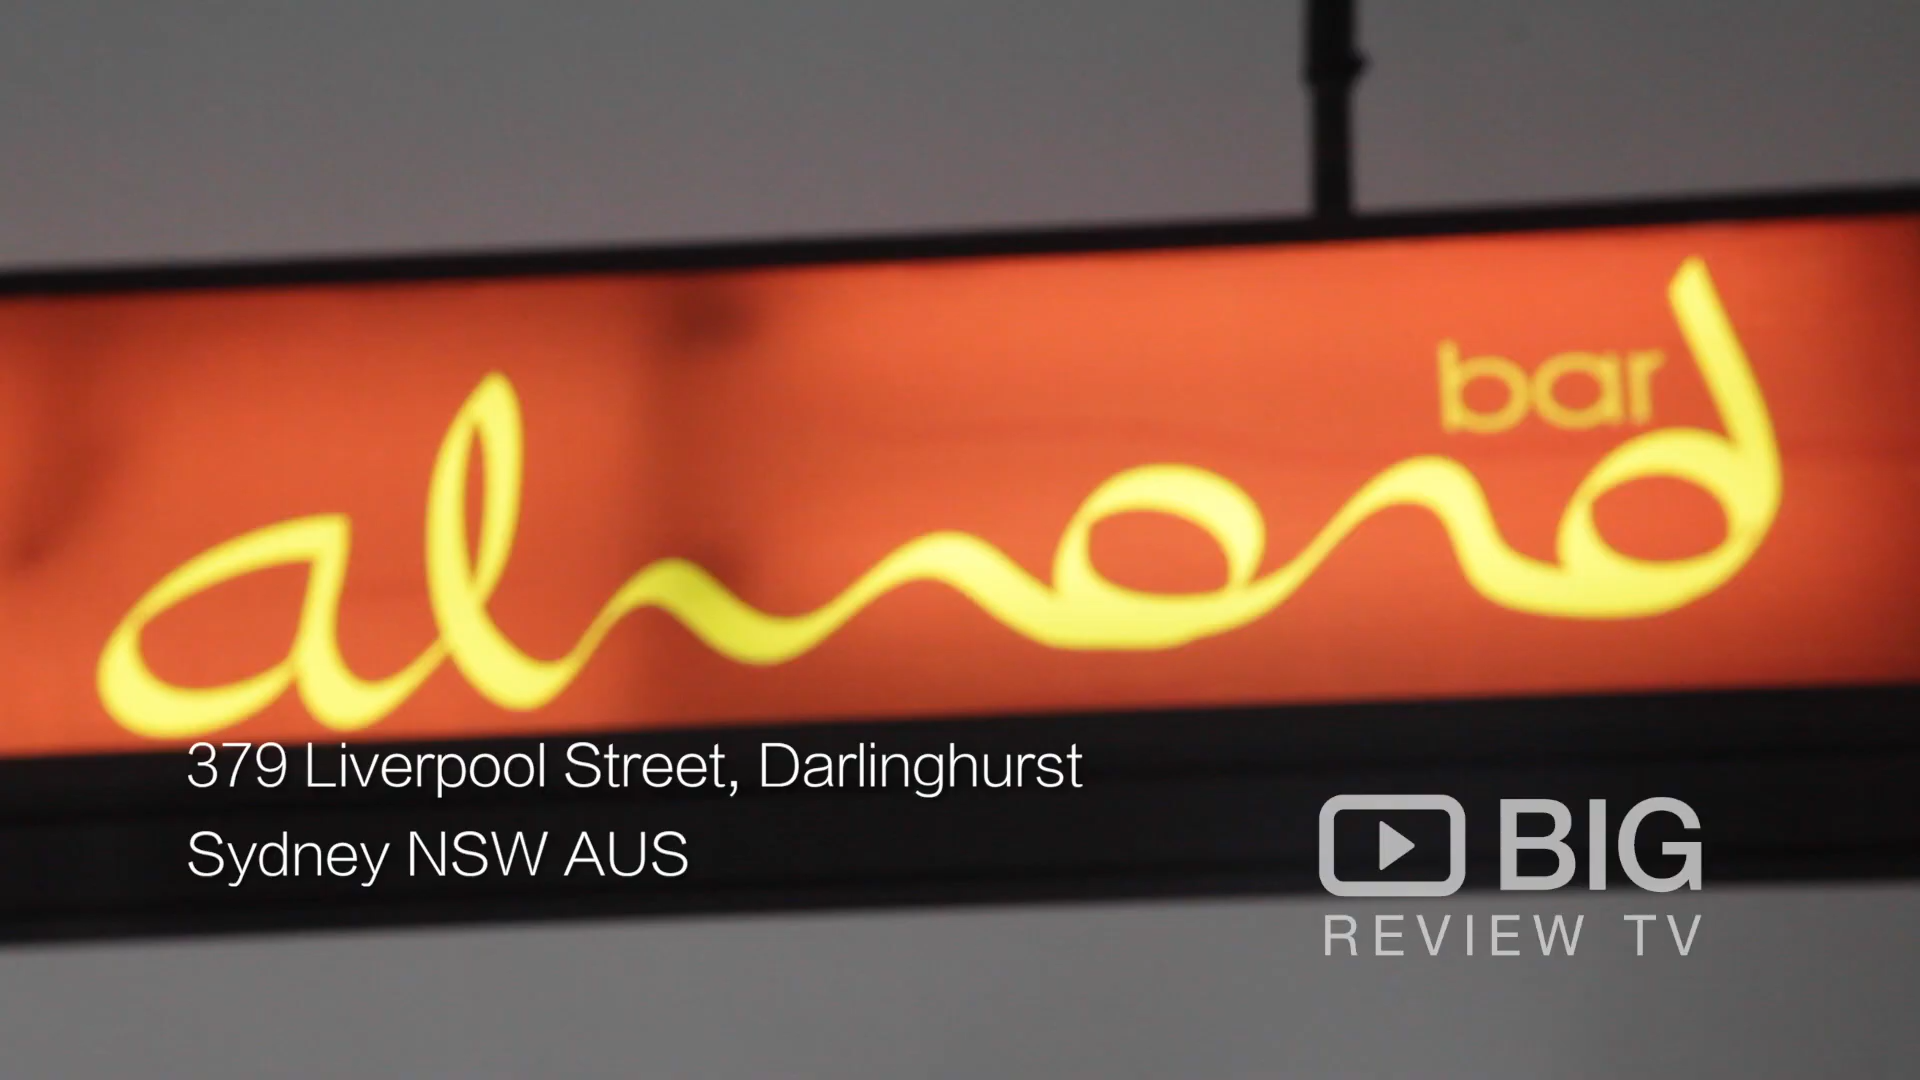 bar
almond
379 Liverpool Street, Darlinghurst
Sydney NSW AUS
BIG
REVIEW TV